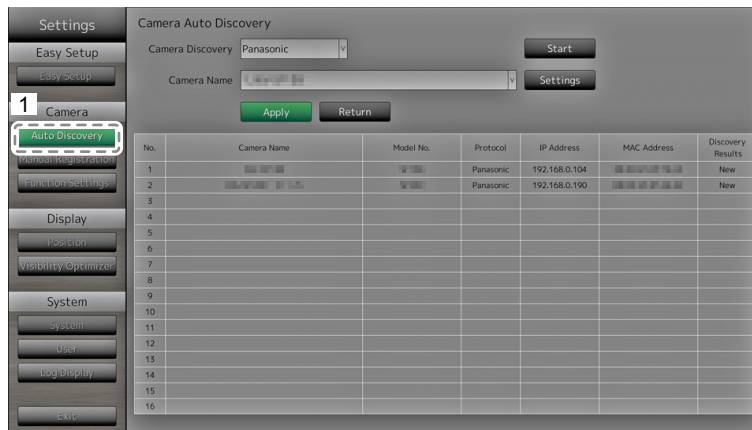 Settings
Easy Setup
Easy Setup
1
Camera
Auto Discovery
Manual Registration
Function Settings
Display
Position
Visibility Optimizer
System
System
User
Log Display
Exit
Camera Auto Discovery
Camera Discovery Panasonic Start
Camera Name Settings
Apply Return
No. Camera Name Model No. Protocol IP Address MAC Address Discovery Results
1 Panasonic 192.168.0.104 New
2 Panasonic 192.168.0.190 New
3
4
5
6
7
8
9
10
11
12
13
14
15
16